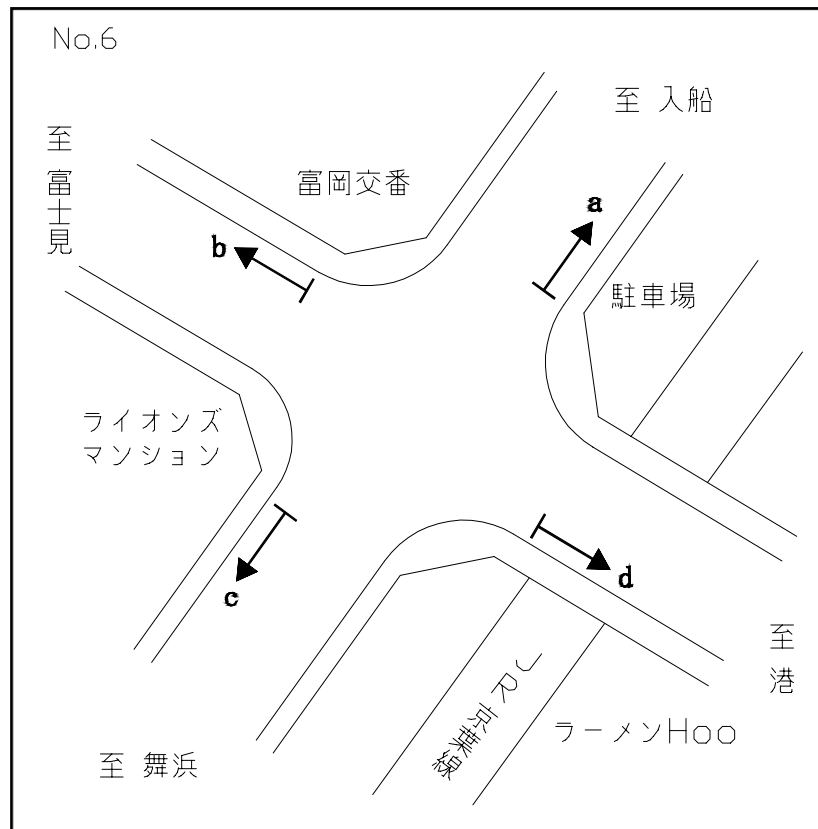 No.6
至 入船
至 富士見
富岡交番
a
b
駐車場
ライオンズ
マンション
c
d
JR京葉線
至 港
ラーメンHoo
至 舞浜